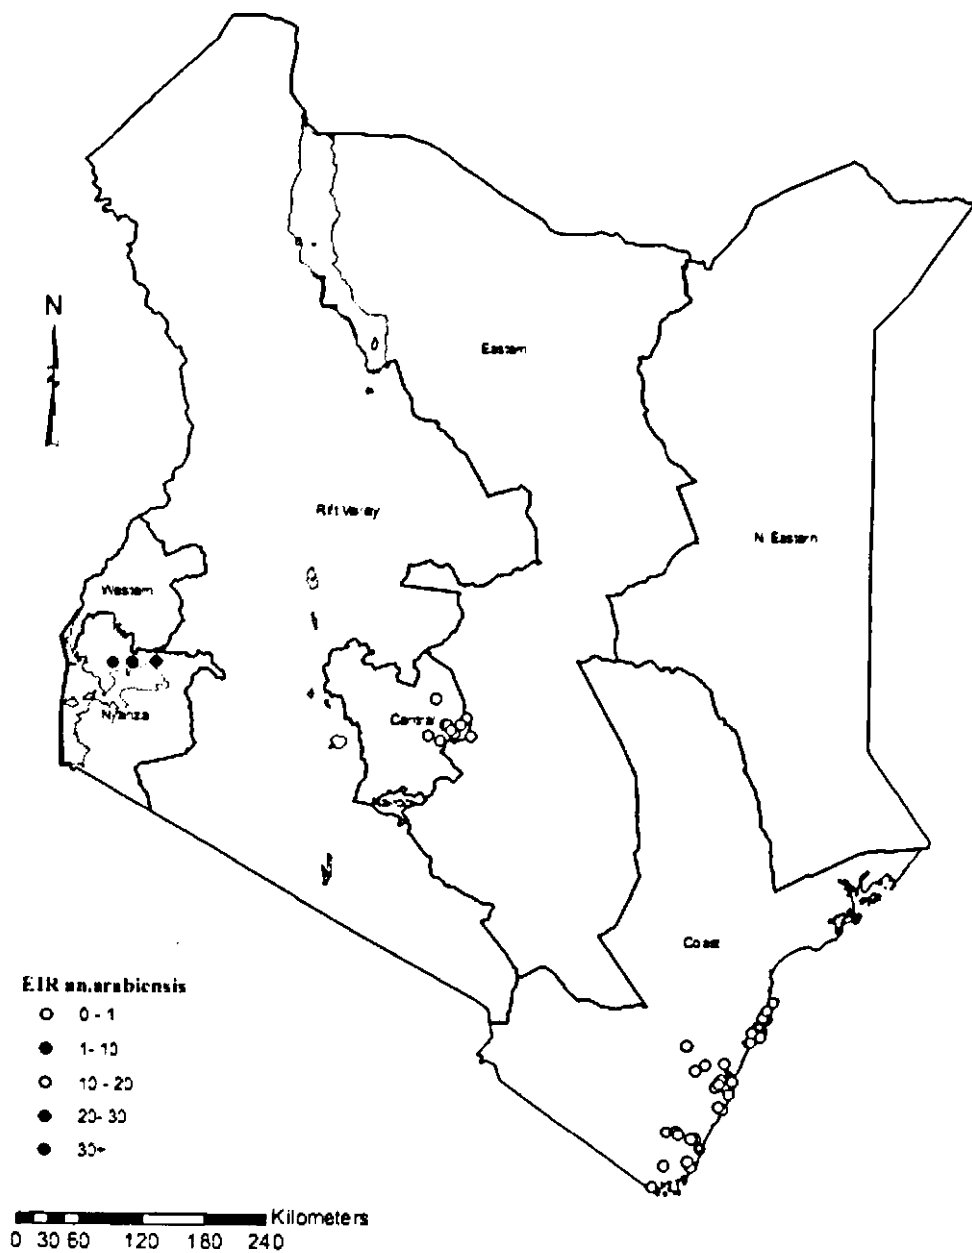 N
Eastern
Rift Valley
N. Eastern
Western
Nyanza
Central
Coast
EIR an.arabiensis
0 - 1
1 - 10
10 - 20
20 - 30
30+
Kilometers
0 30 60 120 180 240